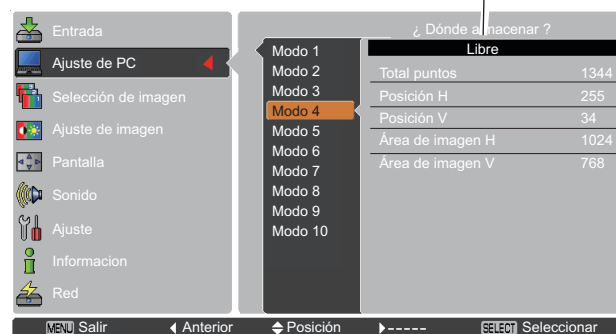 Entrada
Ajuste de PC
Selección de imagen
Ajuste de imagen
Pantalla
Sonido
Ajuste
Informacion
Red
Modo 1
Modo 2
Modo 3
Modo 4
Modo 5
Modo 6
Modo 7
Modo 8
Modo 9
Modo 10
¿ Dónde almacenar ?
Libre
Total puntos 1344
Posición H 255
Posición V 34
Área de imagen H 1024
Área de imagen V 768
MENU Salir Anterior Posición ----- SELECT Seleccionar